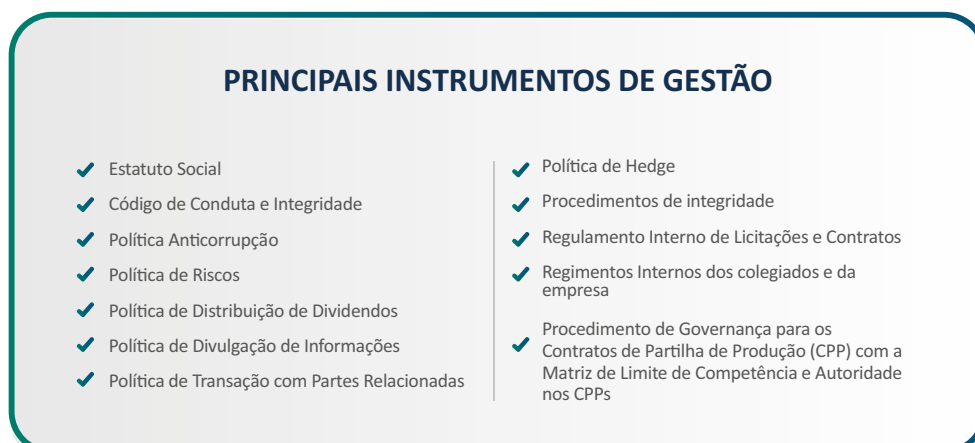 PRINCIPAIS INSTRUMENTOS DE GESTÃO
Estatuto Social
Código de Conduta e Integridade
Política Anticorrupção
Política de Riscos
Política de Distribuição de Dividendos
Política de Divulgação de Informações
Política de Transação com Partes Relacionadas
Política de Hedge
Procedimentos de integridade
Regulamento Interno de Licitações e Contratos
Regimentos Internos dos colegiados e da
empresa
Procedimento de Governança para os
Contratos de Partilha de Produção (CPP) com a
Matriz de Limite de Competência e Autoridade
nos CPPs